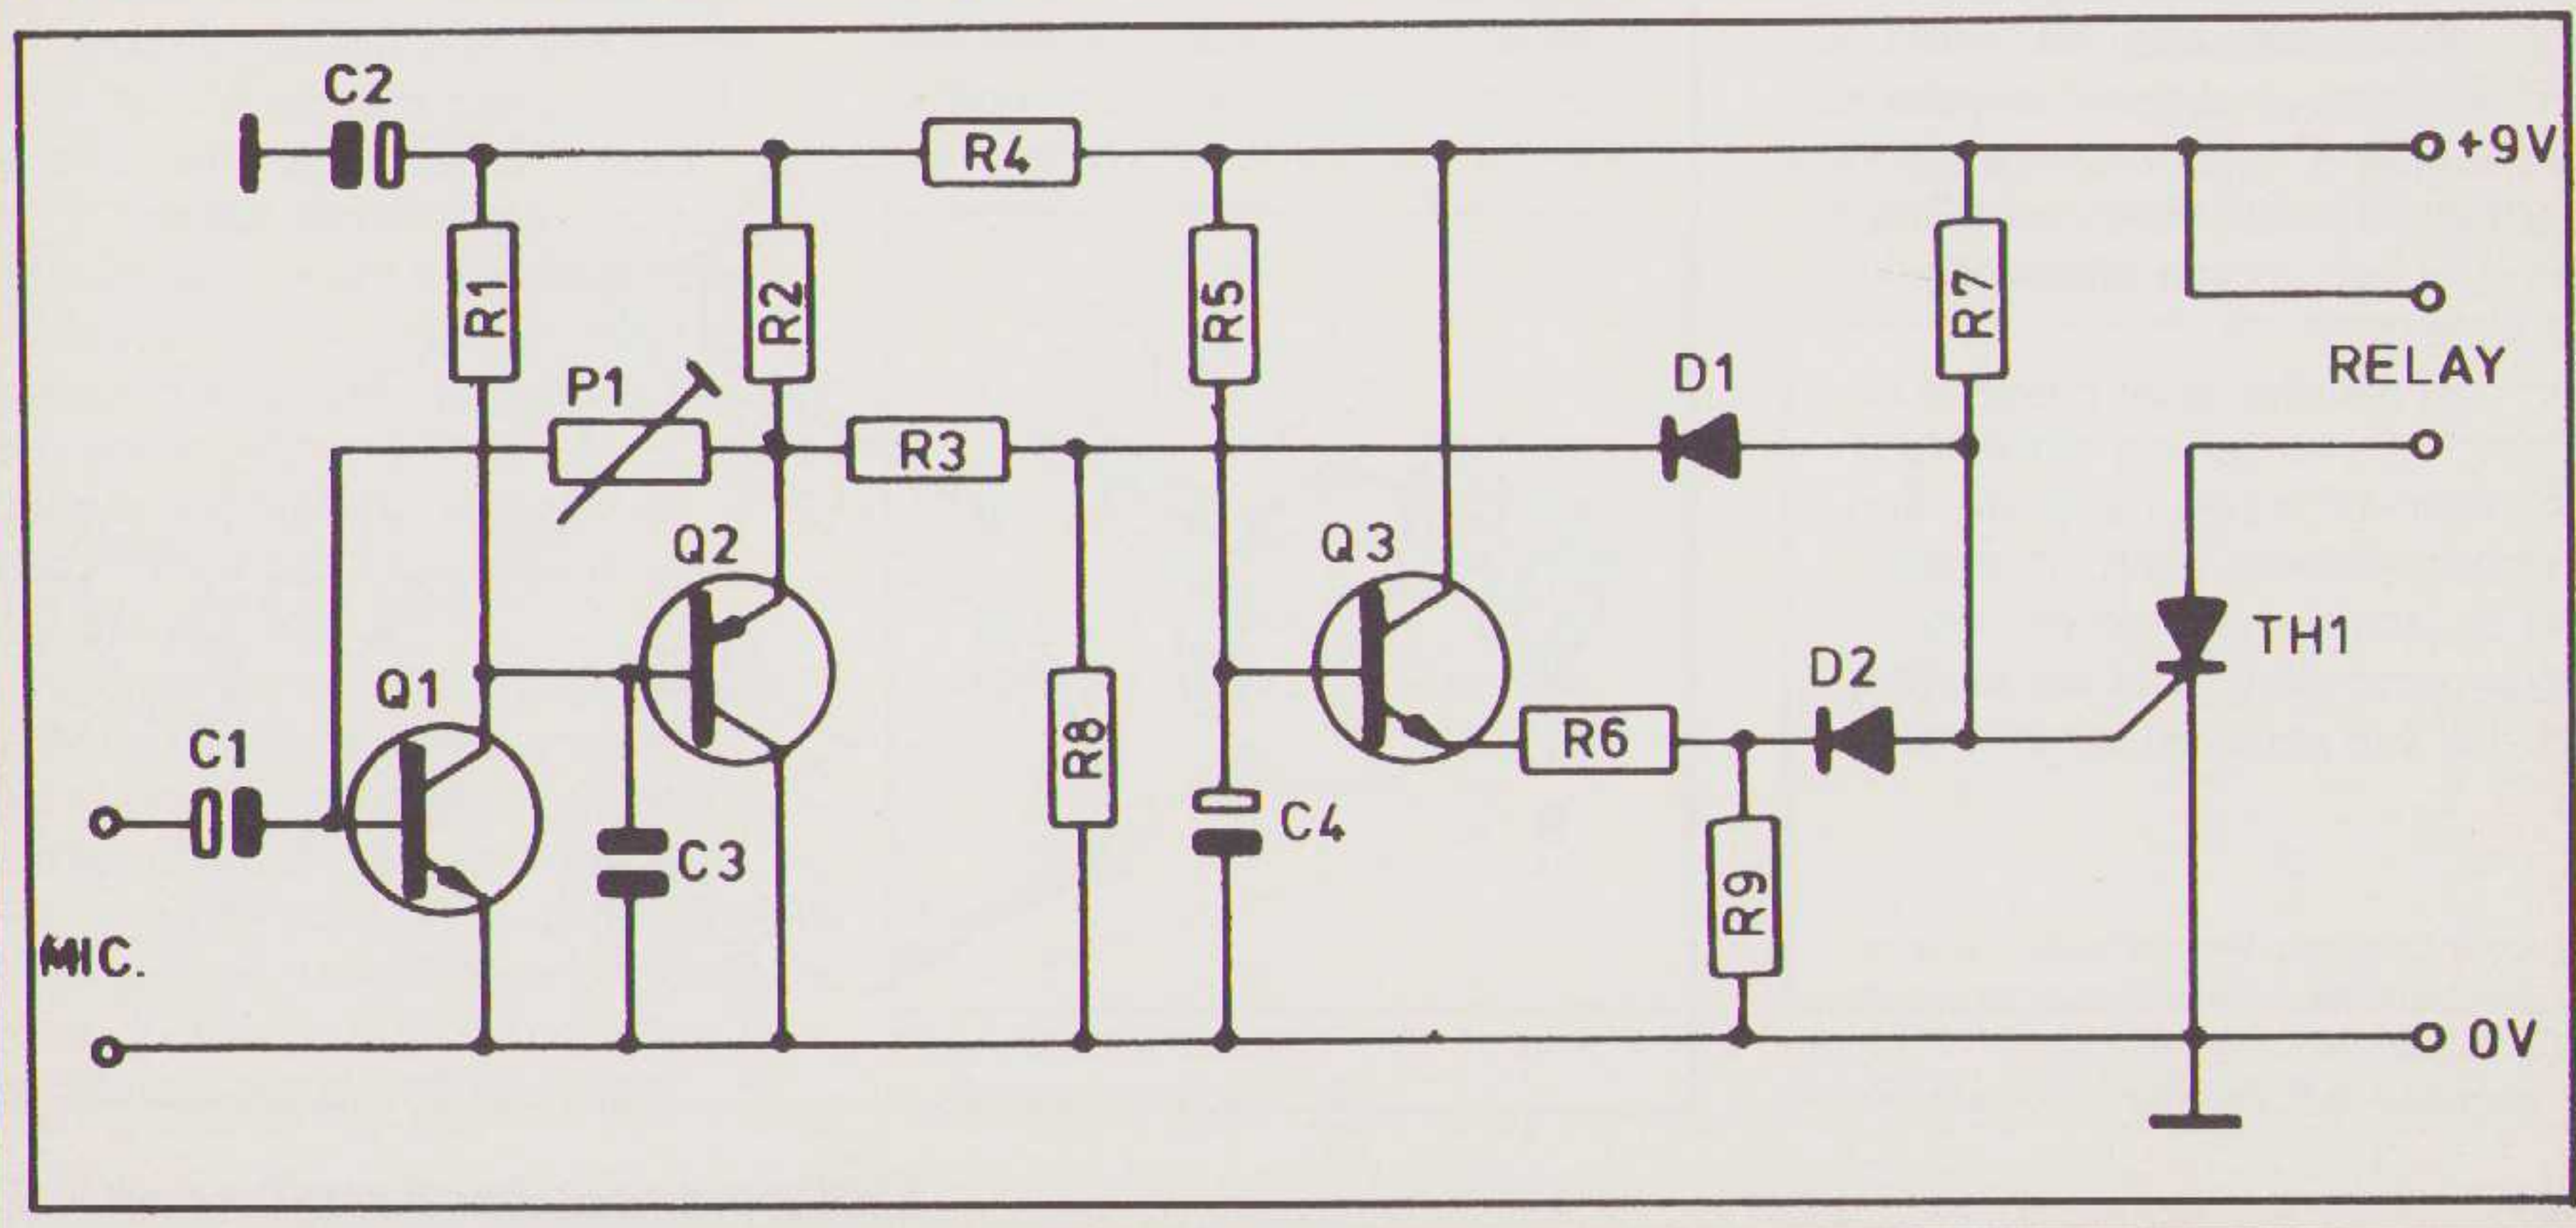 C2
+9V
R4
R1
R2
R5
R7
P1
RELAY
D1
R3
Q2
Q3
TH1
Q1
D2
C1
R8
R6
C4
C3
R9
MIC.
0V